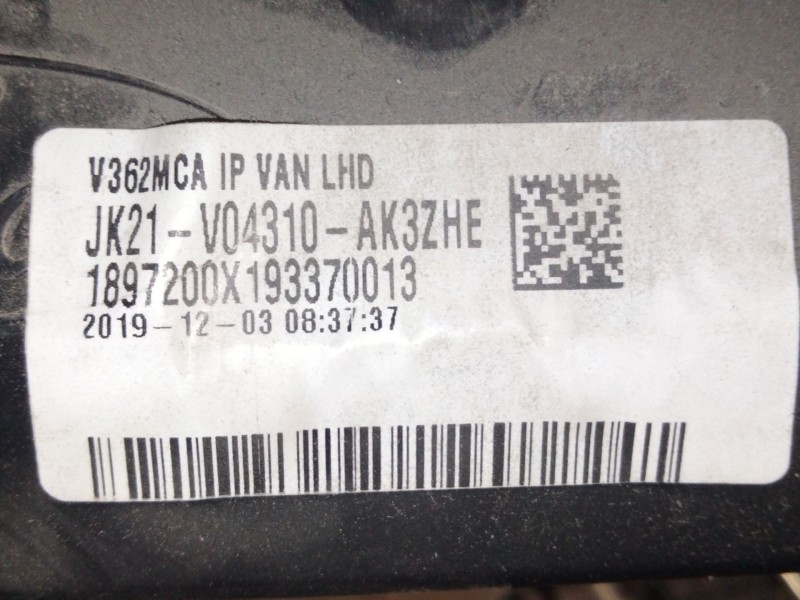 V362MCA IP VAN LHD
JK21-V04310-AK3ZHE
1897200X193370013
2019-12-03 08:37:37